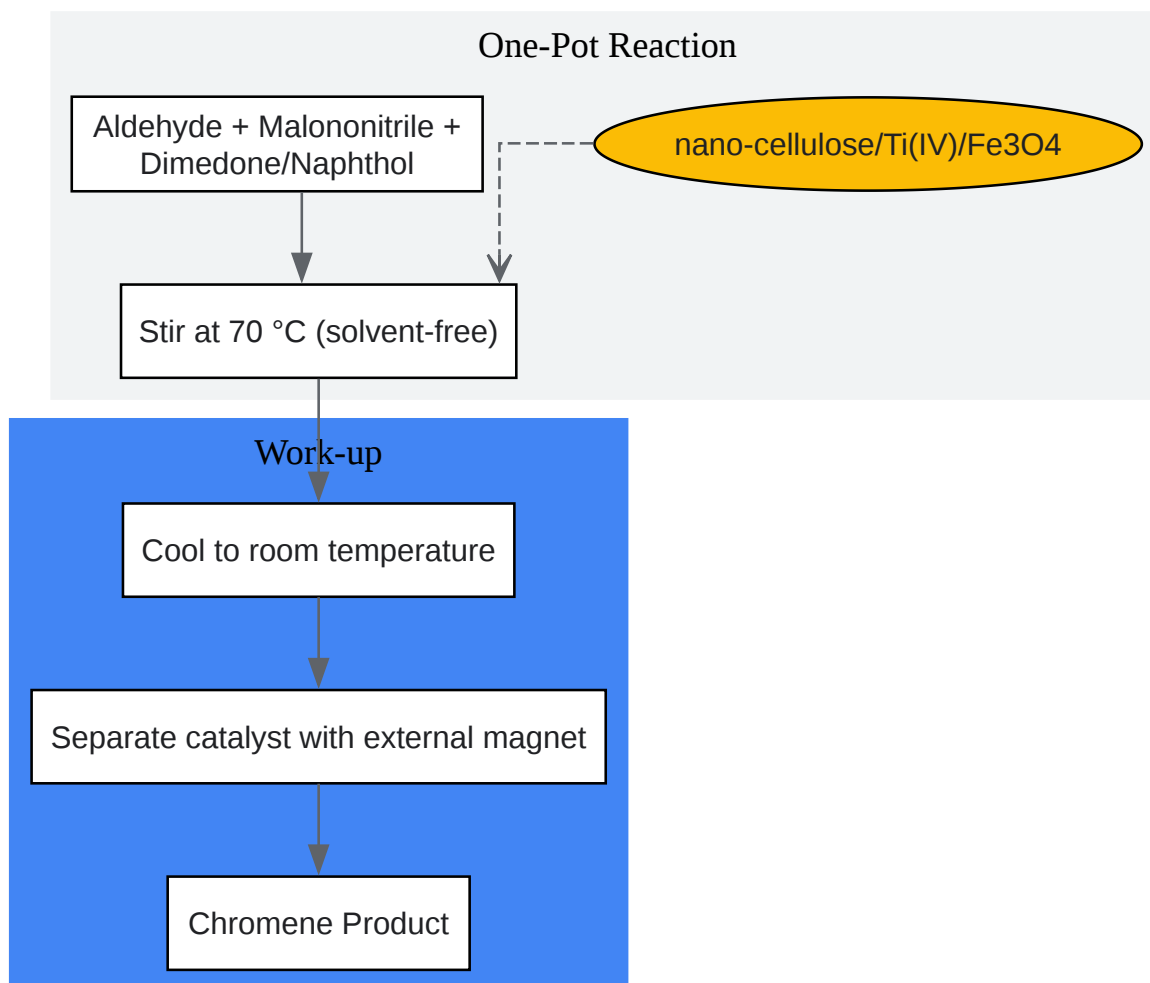 One-Pot Reaction
Aldehyde + Malononitrile +
Dimedone/Naphthol
nano-cellulose/Ti(IV)/Fe3O4
Stir at 70 °C (solvent-free)
Work-up
Cool to room temperature
Separate catalyst with external magnet
Chromene Product